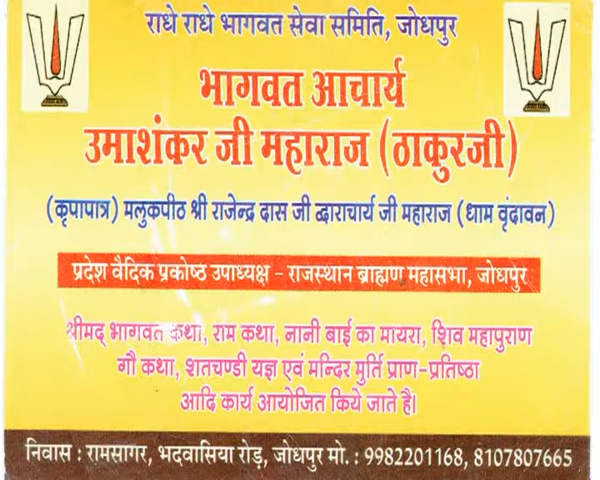 राधे राधे भागवत सेवा समिति, जोधपुर
भागवत आचार्य
उमाशंकर जी महाराज (ठाकुरजी)
(कृपापात्र) मलुकपीठ श्री राजेन्द्र दास जी द्वाराचार्य जी महाराज (धाम वृंदावन)
प्रदेश वैदिक प्रकोष्ठ उपाध्यक्ष - राजस्थान ब्राह्मण महासभा, जोधपुर
श्रीमद् भागवत कथा, राम कथा, नानी बाई का मायरा, शिव महापुराण
गौ कथा, शतचण्डी यज्ञ एवं मन्दिर मुर्ति प्राण-प्रतिष्ठा
आदि कार्य आयोजित किये जाते है।
निवास : रामसागर, भदवासिया रोड़, जोधपुर मो. : 9982201168, 8107807665